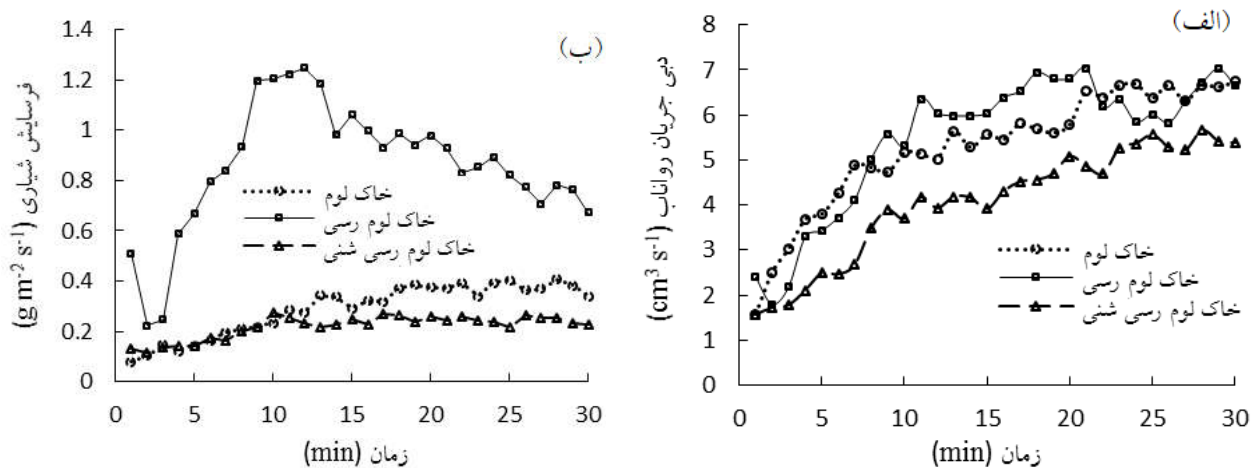 (الف)
دبی جریان رواناب (cm³ s⁻¹)
8
7
6
5
4
3
2
1
0
خاک لوم
خاک لوم رسی
خاک لوم رسی شنی
0 5 10 15 20 25 30
زمان (min)
(ب)
فرسایش شیاری (g m⁻² s⁻¹)
1.4
1.2
1
0.8
0.6
0.4
0.2
0
خاک لوم
خاک لوم رسی
خاک لوم رسی شنی
0 5 10 15 20 25 30
زمان (min)